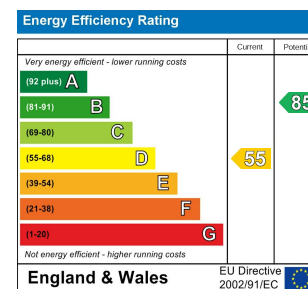 Energy Efficiency Rating
Current Potenti
Very energy efficient - lower running costs
(92 plus) A
(81-91) B
85
(69-80) C
(55-68) D
55
(39-54) E
(21-38) F
(1-20) G
Not energy efficient - higher running costs
England & Wales
EU Directive
2002/91/EC